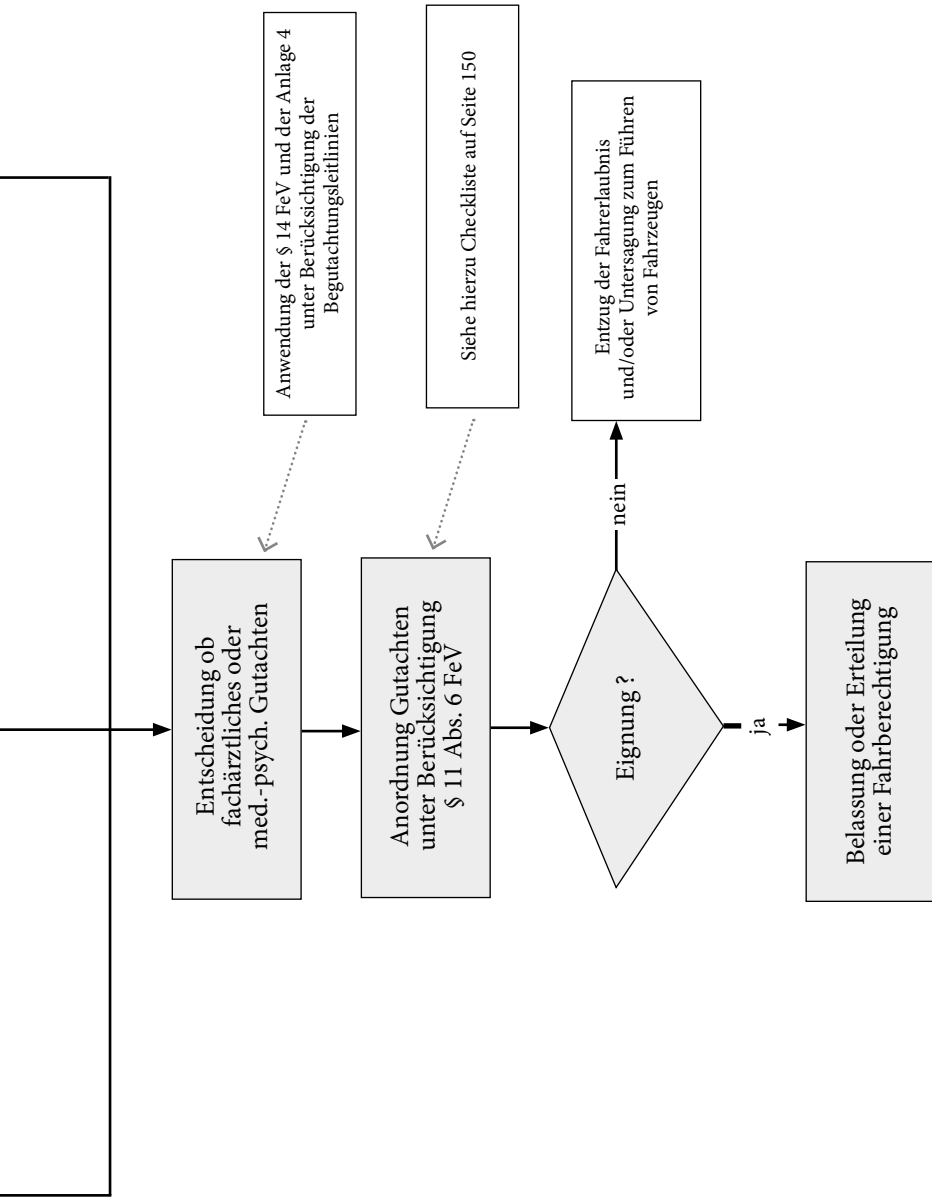 Anwendung der § 14 FeV und der Anlage 4
unter Berücksichtigung der
Begutachtungsleitlinien
Entscheidung ob
fachärztliches oder
med.-psych. Gutachten
Siehe hierzu Checkliste auf Seite 150
Anordnung Gutachten
unter Berücksichtigung
§ 11 Abs. 6 FeV
Eignung ?
nein
Entzug der Fahrerlaubnis
und/oder Untersagung zum Führen
von Fahrzeugen
ja
Belassung oder Erteilung
einer Fahrberechtigung